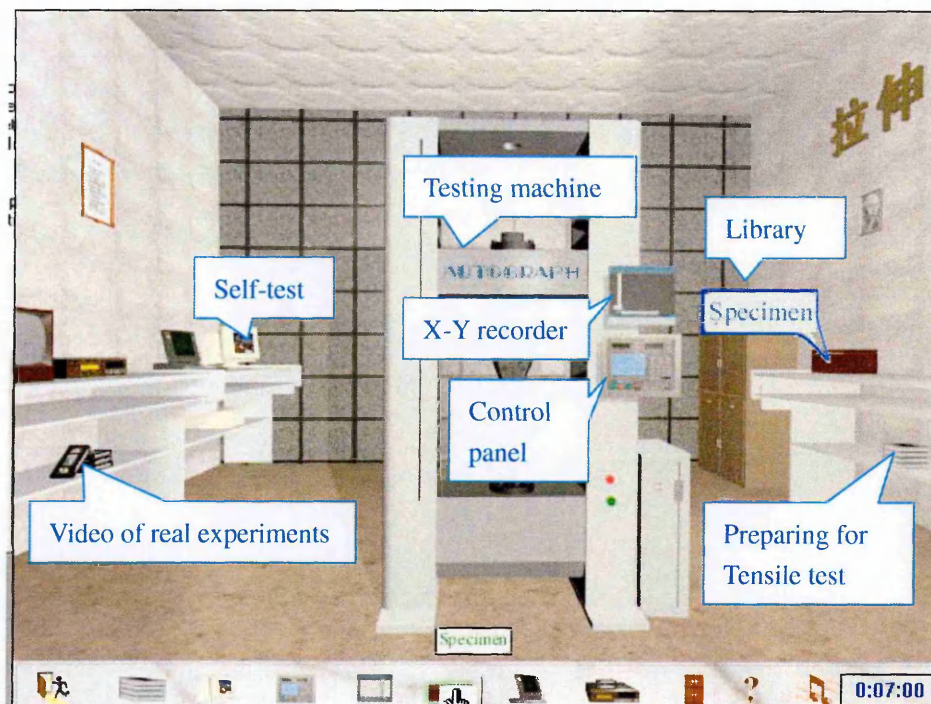 拉伸
Testing machine
Library
Self-test
AUTOGRAPH
Specimen
X-Y recorder
Control
panel
Video of real experiments
Preparing for
Tensile test
Specimen
?
0:07:00